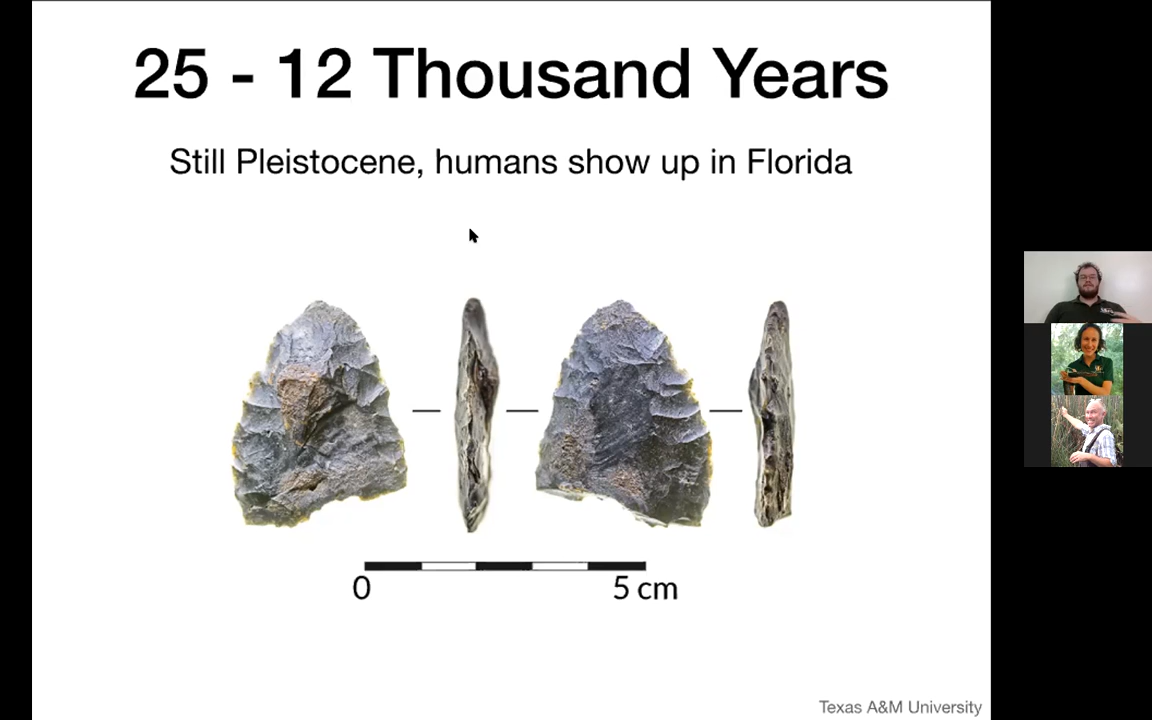 25 - 12 Thousand Years
Still Pleistocene, humans show up in Florida
0
5 cm
Texas A&M University